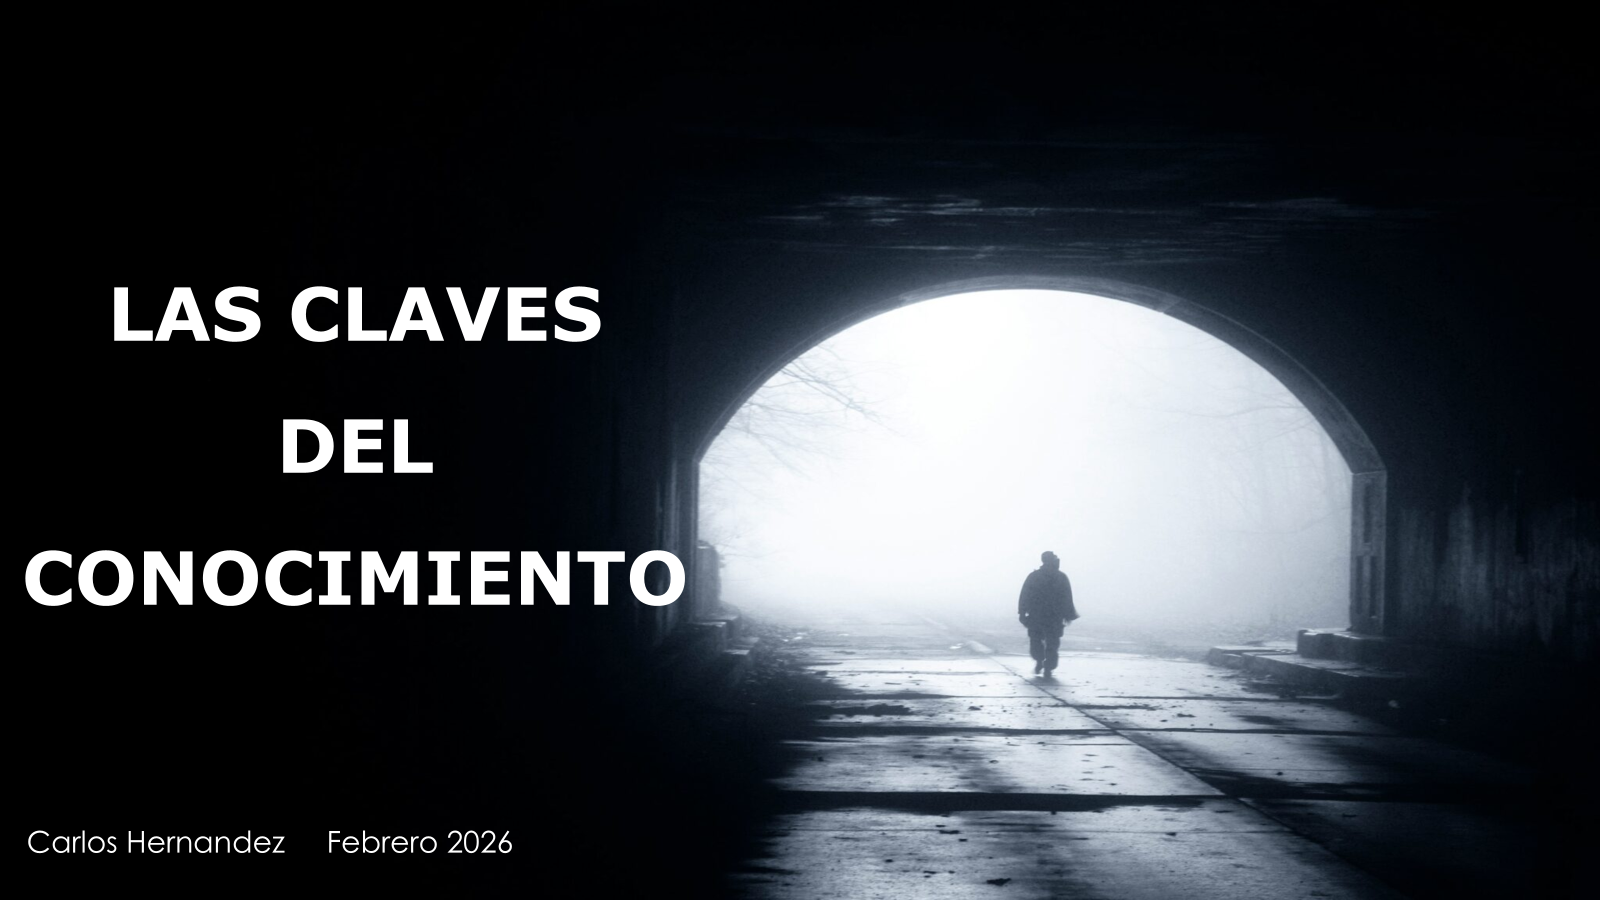 LAS CLAVES
DEL
CONOCIMIENTO
Carlos Hernandez Febrero 2026